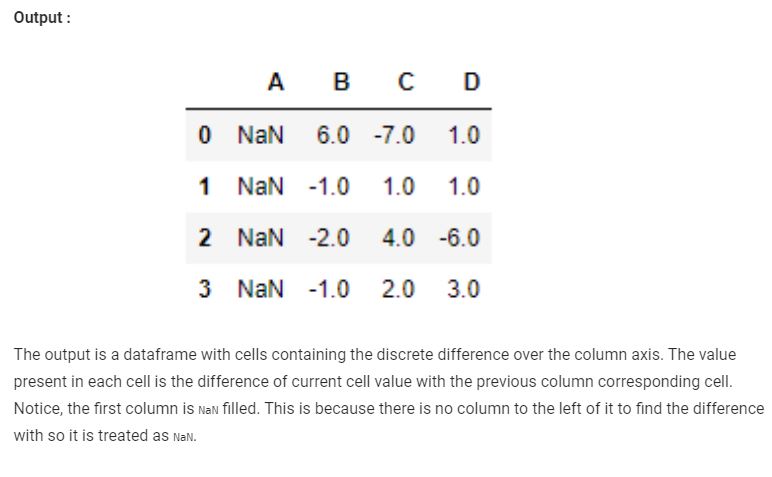 Output :
A B C D
0 NaN 6.0 -7.0 1.0
1 NaN -1.0 1.0 1.0
2 NaN -2.0 4.0 -6.0
3 NaN -1.0 2.0 3.0
The output is a dataframe with cells containing the discrete difference over the column axis. The value
present in each cell is the difference of current cell value with the previous column corresponding cell.
Notice, the first column is NaN filled. This is because there is no column to the left of it to find the difference
with so it is treated as NaN.